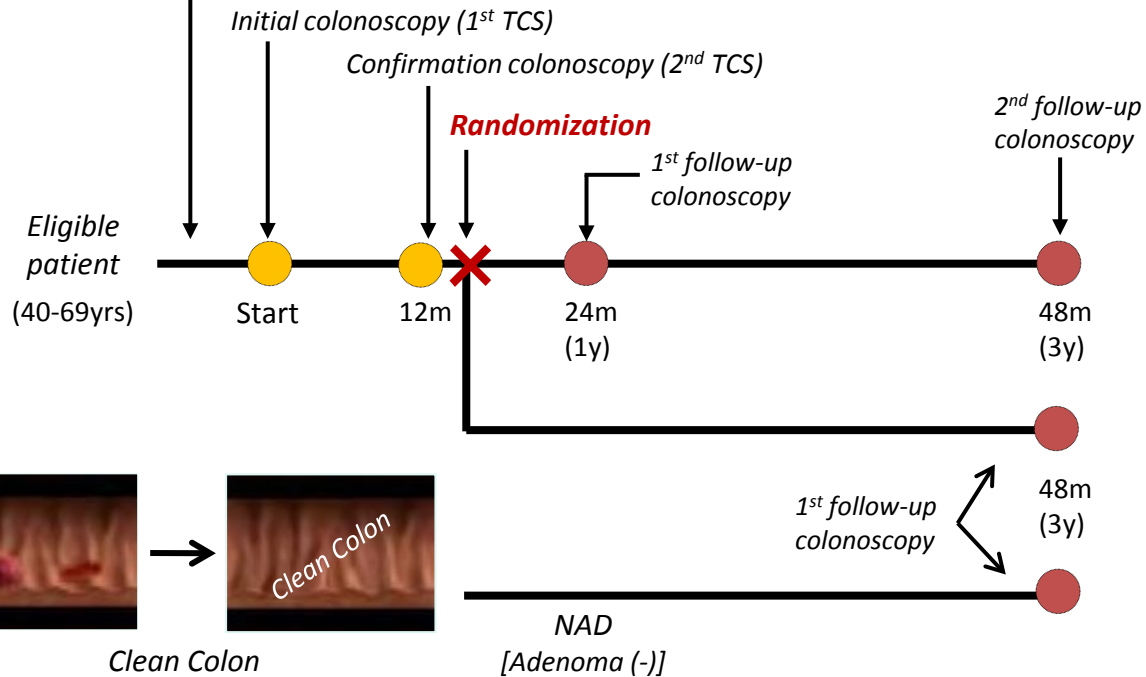 Initial colonoscopy (1st TCS)
Confirmation colonoscopy (2nd TCS)
Randomization
1st follow-up
colonoscopy
2nd follow-up
colonoscopy
Eligible
patient
(40-69yrs)
Start
12m
24m
(1y)
48m
(3y)
1st follow-up
colonoscopy
48m
(3y)
Clean Colon
Clean Colon
NAD
[Adenoma (-)]